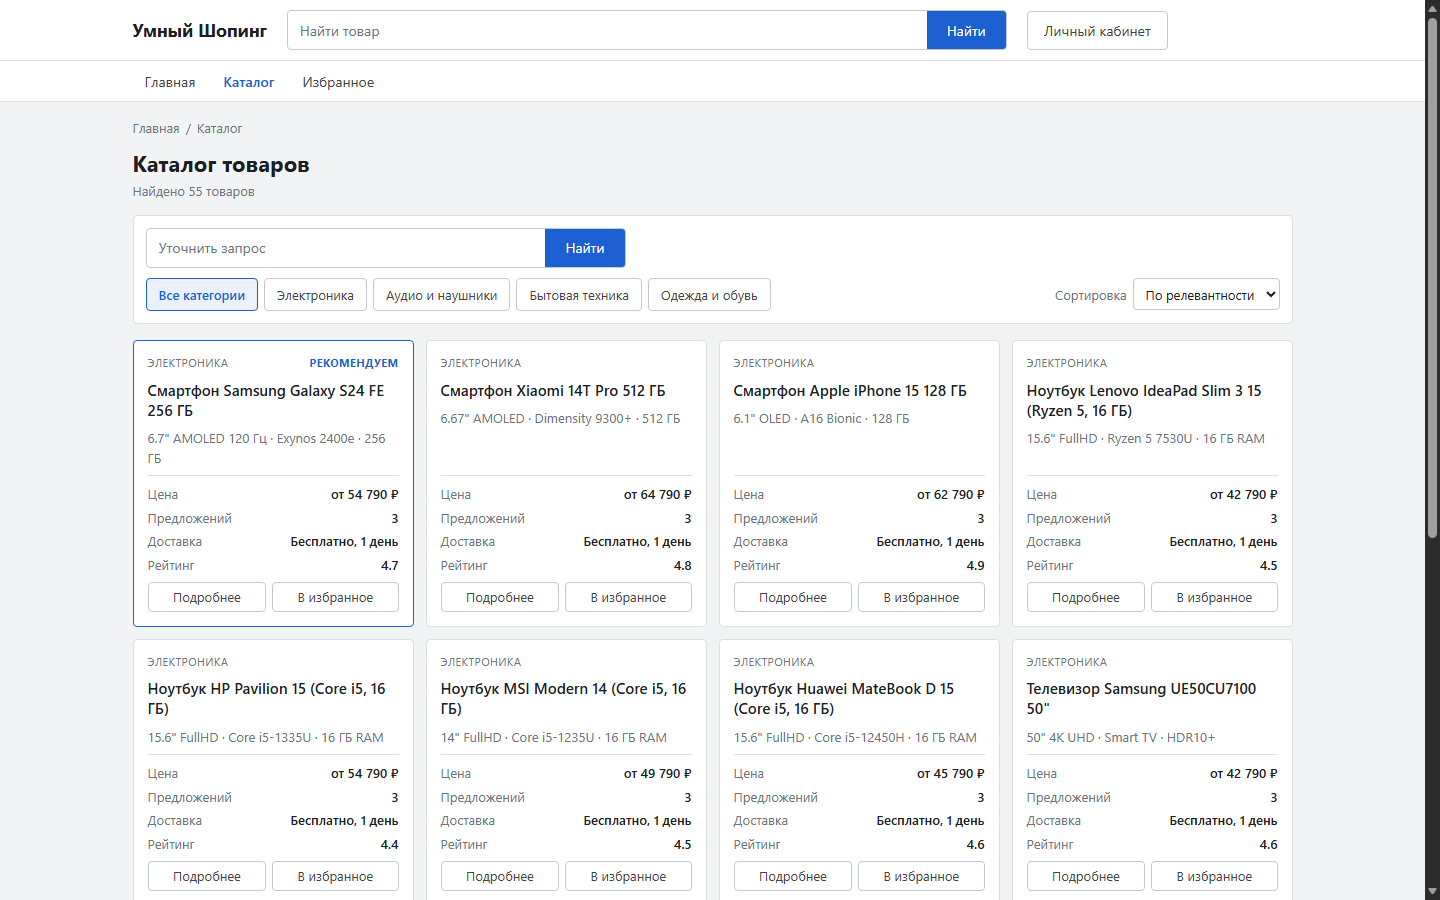 Умный Шопинг
Найти товар
Найти
Личный кабинет
Главная
Каталог
Избранное
Главная / Каталог
Каталог товаров
Найдено 55 товаров
Уточнить запрос
Найти
Все категории
Электроника
Аудио и наушники
Бытовая техника
Одежда и обувь
Сортировка
По релевантности
ЭЛЕКТРОНИКА
РЕКОМЕНДУЕМ
Смартфон Samsung Galaxy S24 FE
256 ГБ
6.7" AMOLED 120 Гц · Exynos 2400e · 256
ГБ
Цена от 54 790 ₽
Предложений 3
Доставка Бесплатно, 1 день
Рейтинг 4.7
Подробнее
В избранное
ЭЛЕКТРОНИКА
Смартфон Xiaomi 14T Pro 512 ГБ
6.67" AMOLED · Dimensity 9300+ · 512 ГБ
Цена от 64 790 ₽
Предложений 3
Доставка Бесплатно, 1 день
Рейтинг 4.8
Подробнее
В избранное
ЭЛЕКТРОНИКА
Смартфон Apple iPhone 15 128 ГБ
6.1" OLED · A16 Bionic · 128 ГБ
Цена от 62 790 ₽
Предложений 3
Доставка Бесплатно, 1 день
Рейтинг 4.9
Подробнее
В избранное
ЭЛЕКТРОНИКА
Ноутбук Lenovo IdeaPad Slim 3 15
(Ryzen 5, 16 ГБ)
15.6" FullHD · Ryzen 5 7530U · 16 ГБ RAM
Цена от 42 790 ₽
Предложений 3
Доставка Бесплатно, 1 день
Рейтинг 4.5
Подробнее
В избранное
ЭЛЕКТРОНИКА
Ноутбук HP Pavilion 15 (Core i5, 16
ГБ)
15.6" FullHD · Core i5-1335U · 16 ГБ RAM
Цена от 54 790 ₽
Предложений 3
Доставка Бесплатно, 1 день
Рейтинг 4.4
Подробнее
В избранное
ЭЛЕКТРОНИКА
Ноутбук MSI Modern 14 (Core i5, 16
ГБ)
14" FullHD · Core i5-1235U · 16 ГБ RAM
Цена от 49 790 ₽
Предложений 3
Доставка Бесплатно, 1 день
Рейтинг 4.5
Подробнее
В избранное
ЭЛЕКТРОНИКА
Ноутбук Huawei MateBook D 15
(Core i5, 16 ГБ)
15.6" FullHD · Core i5-12450H · 16 ГБ RAM
Цена от 45 790 ₽
Предложений 3
Доставка Бесплатно, 1 день
Рейтинг 4.6
Подробнее
В избранное
ЭЛЕКТРОНИКА
Телевизор Samsung UE50CU7100
50"
50" 4K UHD · Smart TV · HDR10+
Цена от 42 790 ₽
Предложений 3
Доставка Бесплатно, 1 день
Рейтинг 4.6
Подробнее
В избранное